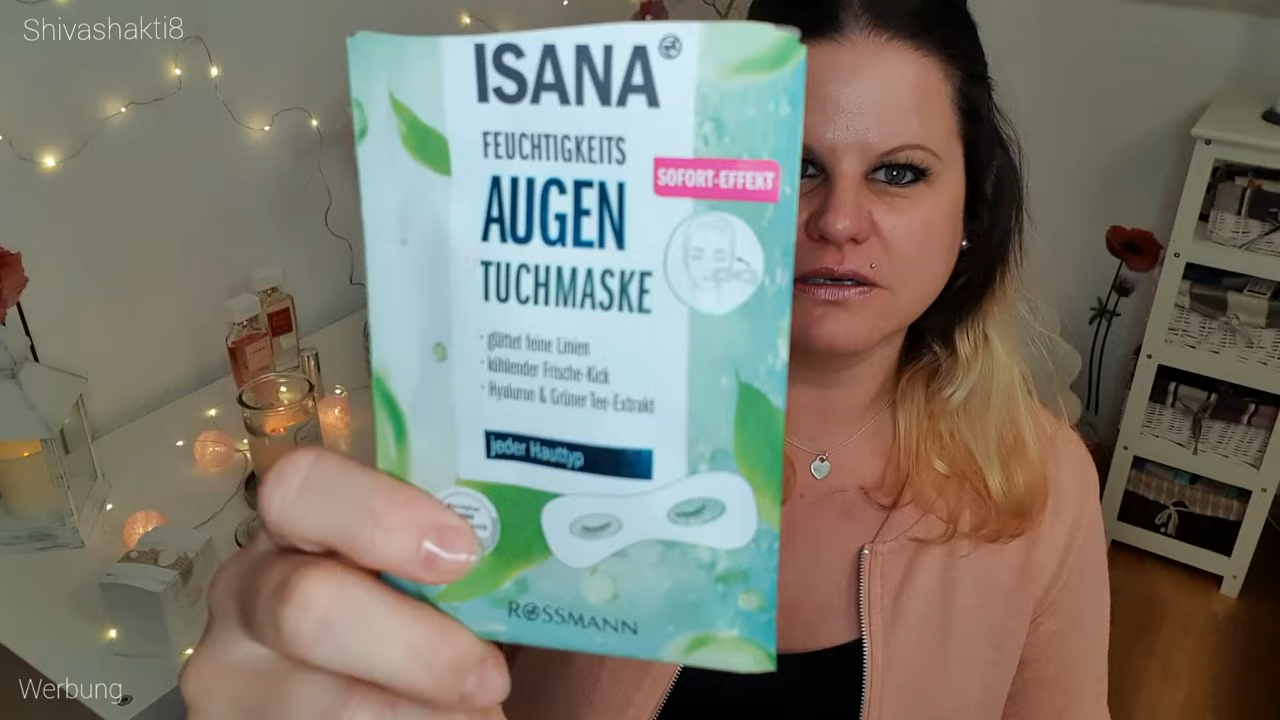 Shivashakti8
ISANA
FEUCHTIGKEITS
AUGEN
TUCHMASKE
SOFORT-EFFEKT
· glättet feine Linien
· kühlender Frische-Kick
· Hyaluron & Grüner Tee-Extrakt
jeder Hauttyp
ROSSMANN
Werbung